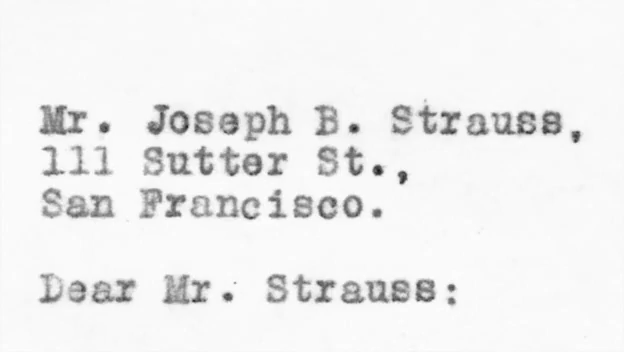 Mr. Joseph B. Strauss,
111 Sutter St.,
San Francisco.
Dear Mr. Strauss: